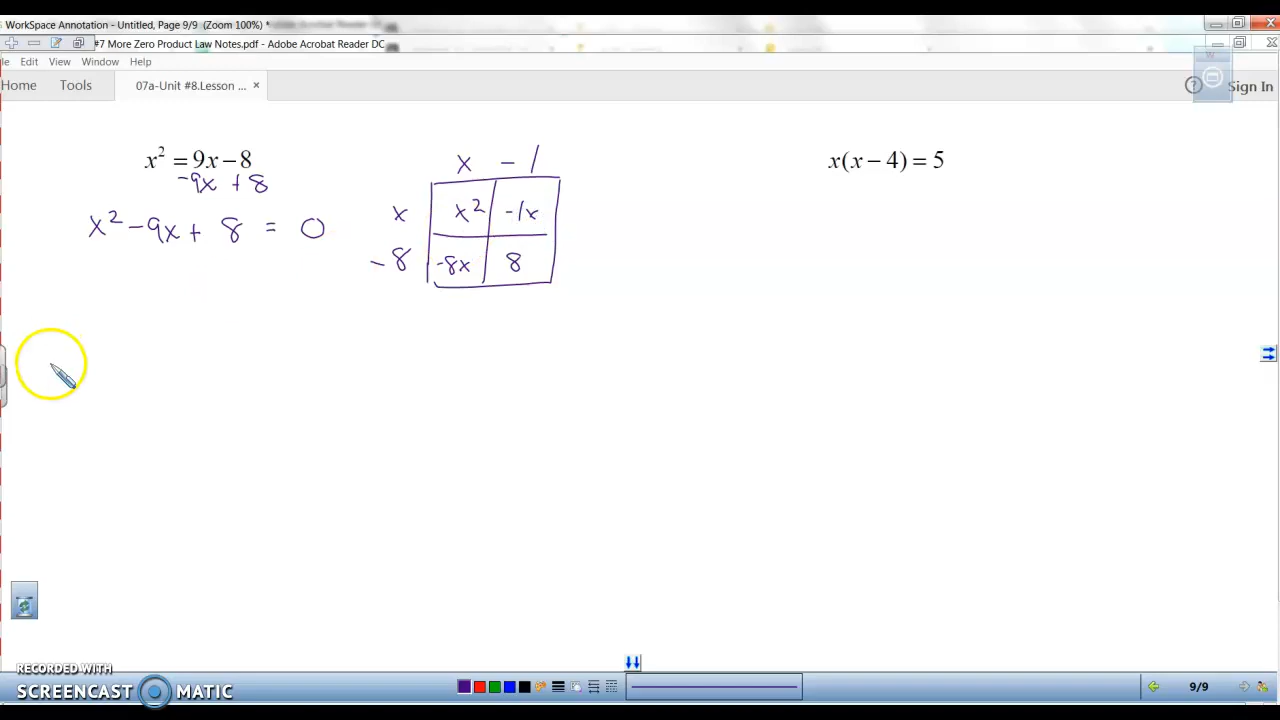 WorkSpace Annotation - Untitled, Page 9/9 (Zoom 100%) *
#7 More Zero Product Law Notes.pdf - Adobe Acrobat Reader DC
Edit View Window Help
Home Tools 07a-Unit #8.Lesson ... × ? Sign In
x² = 9x − 8
-9x + 8
x² - 9x + 8 = 0
x - 1
x x² -1x
- 8 -8x 8
x(x − 4) = 5
RECORDED WITH
SCREENCAST MATIC
9/9